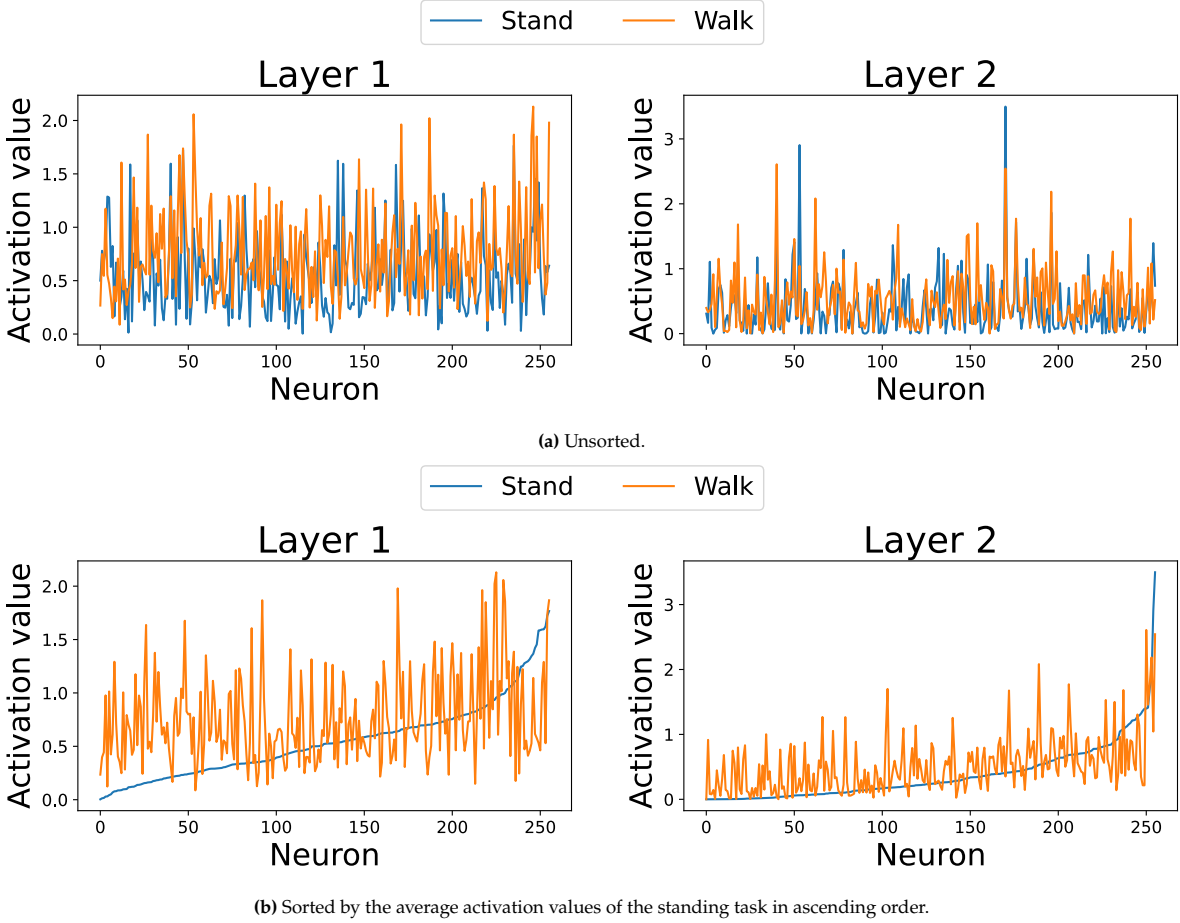 Stand Walk
Layer 1 Layer 2
Activation value
2.0
1.5
1.0
0.5
0.0
0 50 100 150 200 250
Neuron
Activation value
3
2
1
0
0 50 100 150 200 250
Neuron
(a) Unsorted.
Stand Walk
Layer 1 Layer 2
Activation value
2.0
1.5
1.0
0.5
0.0
0 50 100 150 200 250
Neuron
Activation value
3
2
1
0
0 50 100 150 200 250
Neuron
(b) Sorted by the average activation values of the standing task in ascending order.